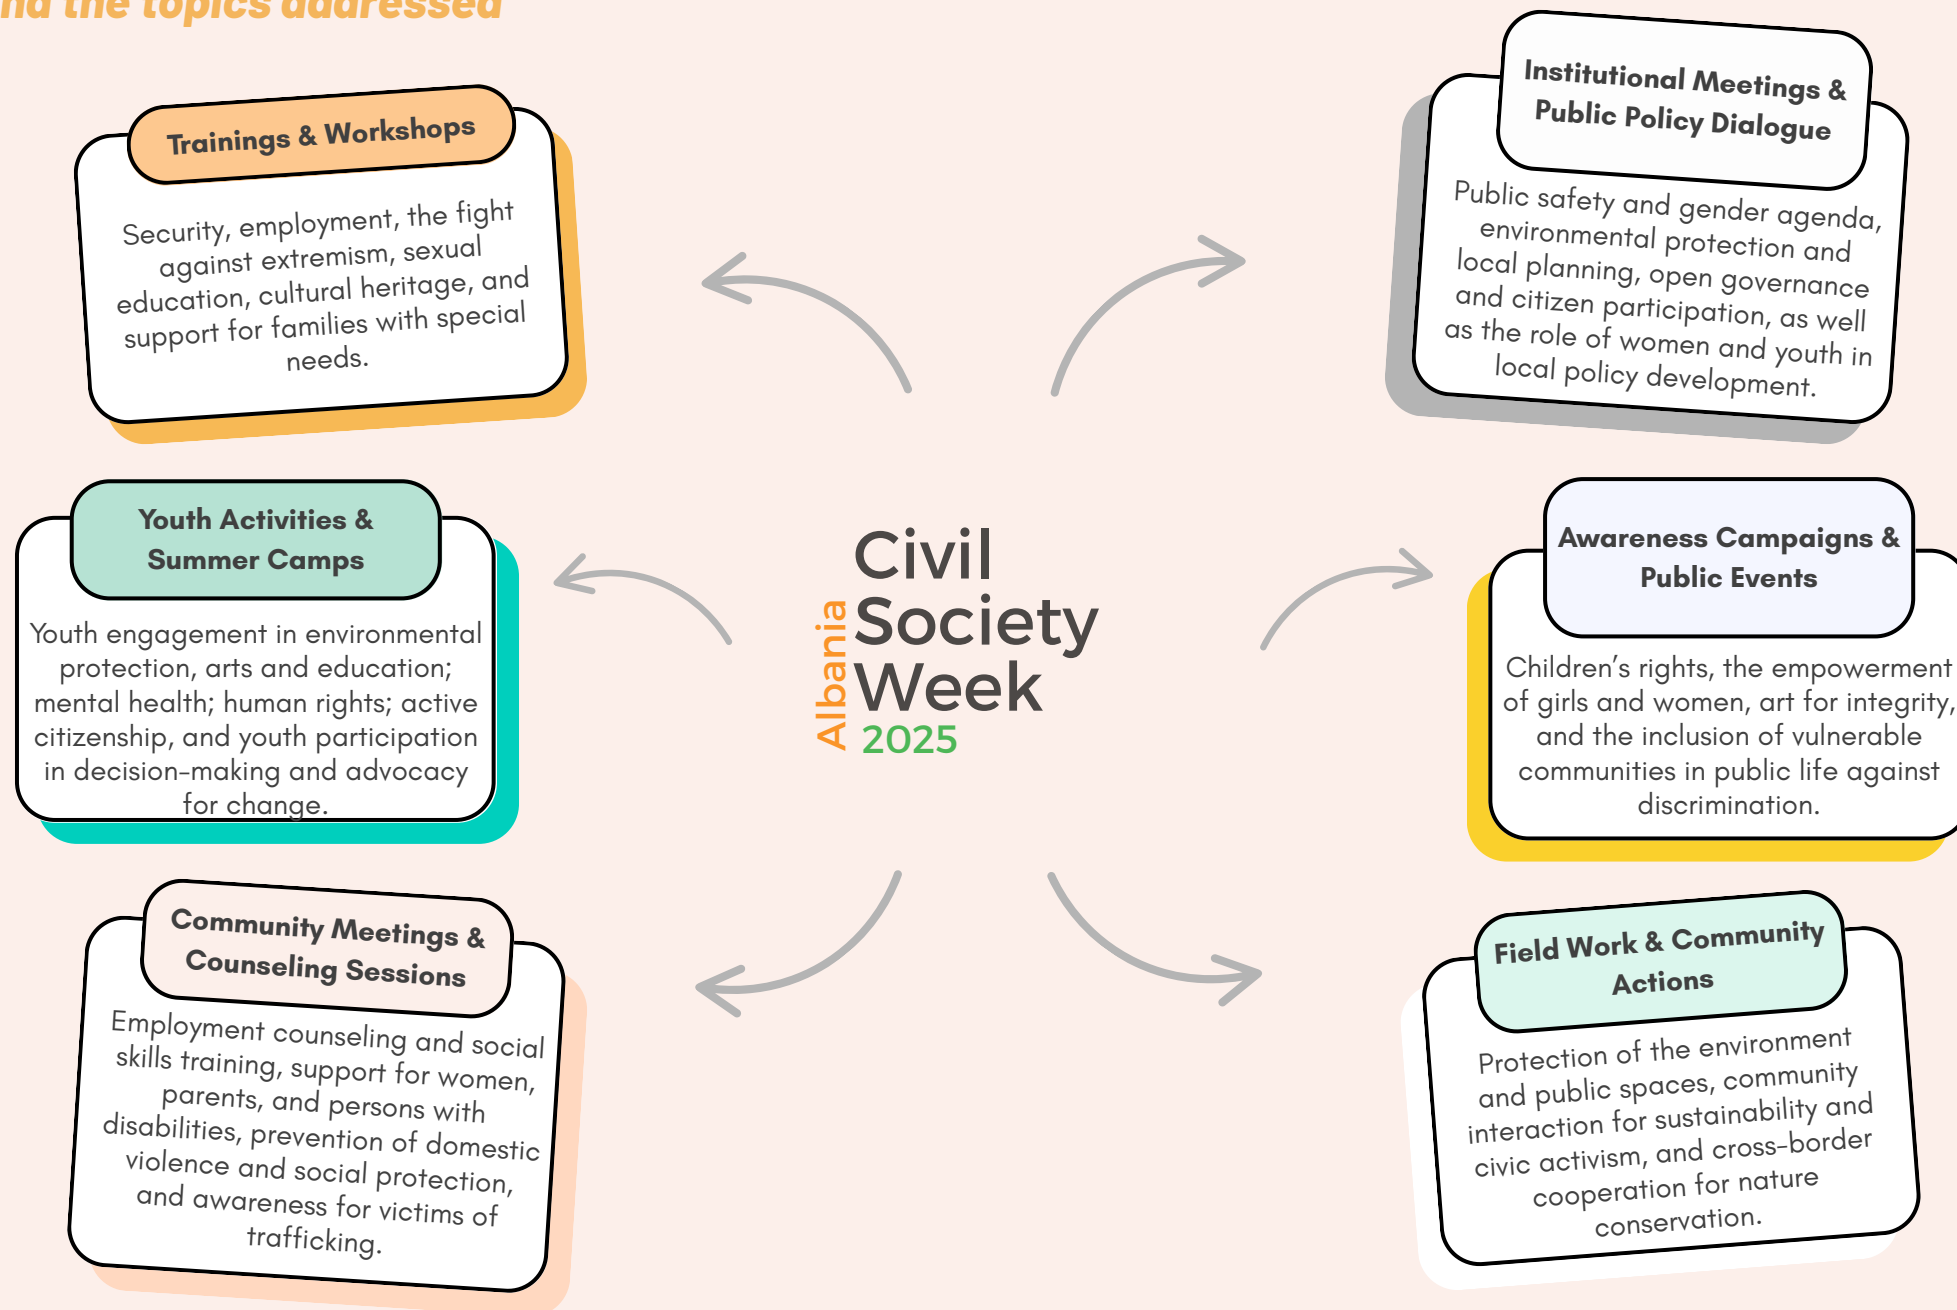 nd the topics addressed
Trainings & Workshops
Security, employment, the fight
against extremism, sexual
education, cultural heritage, and
support for families with special
needs.
Institutional Meetings &
Public Policy Dialogue
Public safety and gender agenda,
environmental protection and
local planning, open governance
and citizen participation, as well
as the role of women and youth in
local policy development.
Youth Activities &
Summer Camps
Youth engagement in environmental
protection, arts and education;
mental health; human rights; active
citizenship, and youth participation
in decision-making and advocacy
for change.
Albania
Civil
Society
Week
2025
Awareness Campaigns &
Public Events
Children’s rights, the empowerment
of girls and women, art for integrity,
and the inclusion of vulnerable
communities in public life against
discrimination.
Community Meetings &
Counseling Sessions
Employment counseling and social
skills training, support for women,
parents, and persons with
disabilities, prevention of domestic
violence and social protection,
and awareness for victims of
trafficking.
Field Work & Community
Actions
Protection of the environment
and public spaces, community
interaction for sustainability and
civic activism, and cross-border
cooperation for nature
conservation.